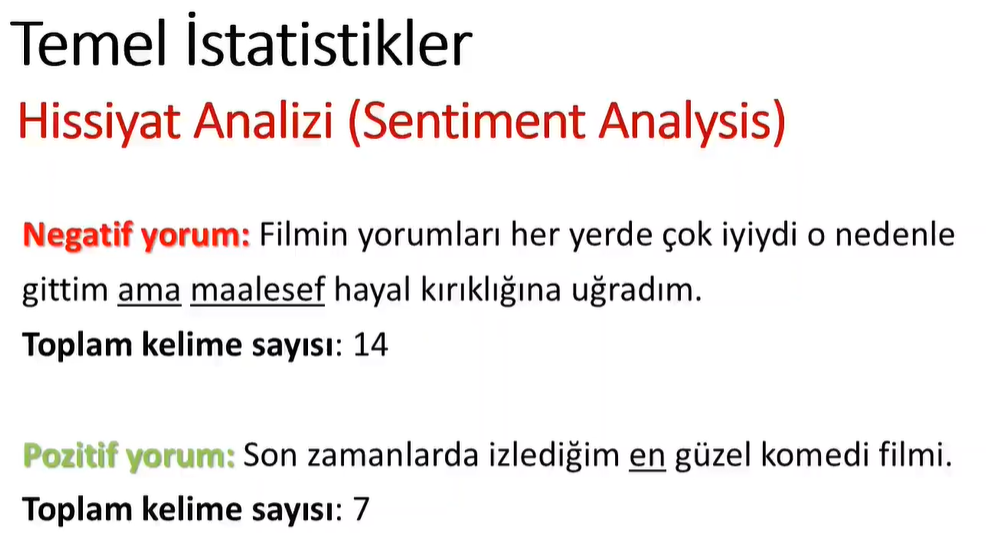 Temel İstatistikler
Hissiyat Analizi (Sentiment Analysis)
Negatif yorum: Filmin yorumları her yerde çok iyiydi o nedenle
gittim ama maalesef hayal kırıklığına uğradım.
Toplam kelime sayısı: 14
Pozitif yorum: Son zamanlarda izlediğim en güzel komedi filmi.
Toplam kelime sayısı: 7